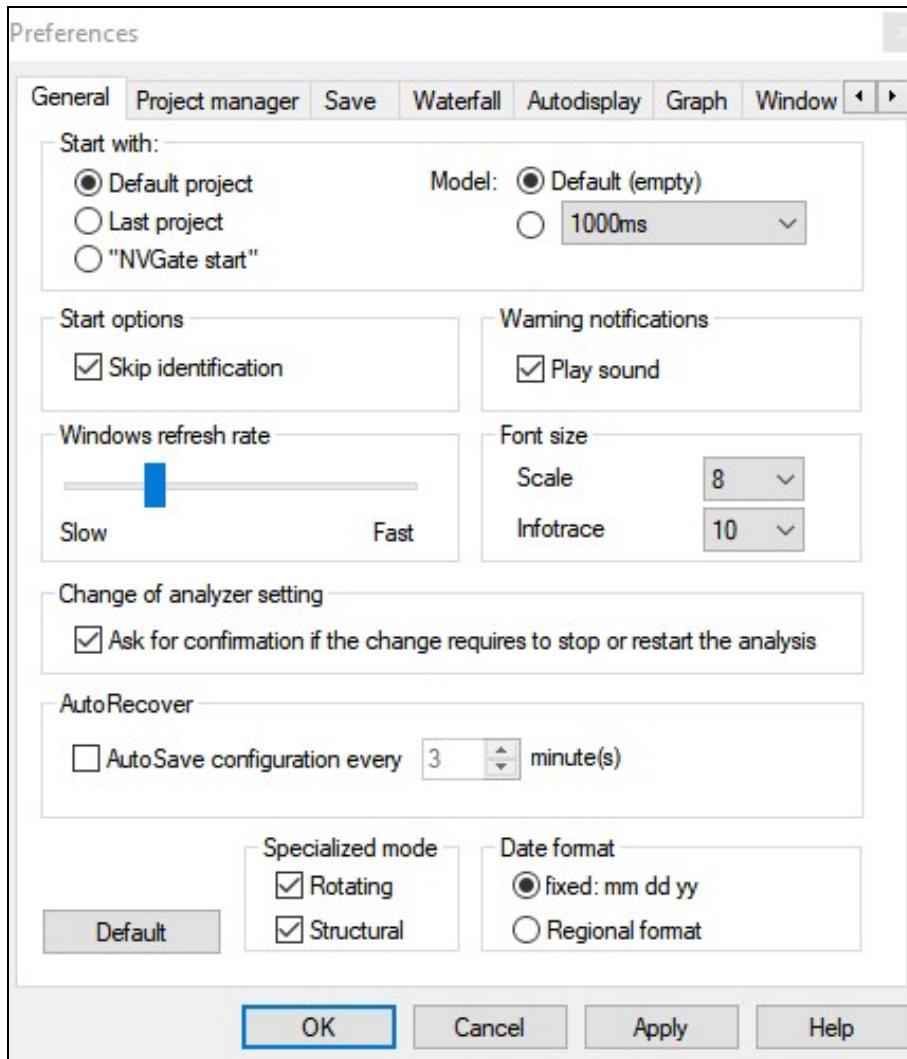 Preferences
General Project manager Save Waterfall Autodisplay Graph Window
Start with:
Default project
Last project
"NVGate start"
Model: Default (empty)
1000ms
Start options
Skip identification
Warning notifications
Play sound
Windows refresh rate
Slow Fast
Font size
Scale 8
Infotrace 10
Change of analyzer setting
Ask for confirmation if the change requires to stop or restart the analysis
AutoRecover
AutoSave configuration every 3 minute(s)
Default
Specialized mode
Rotating
Structural
Date format
fixed: mm dd yy
Regional format
OK Cancel Apply Help